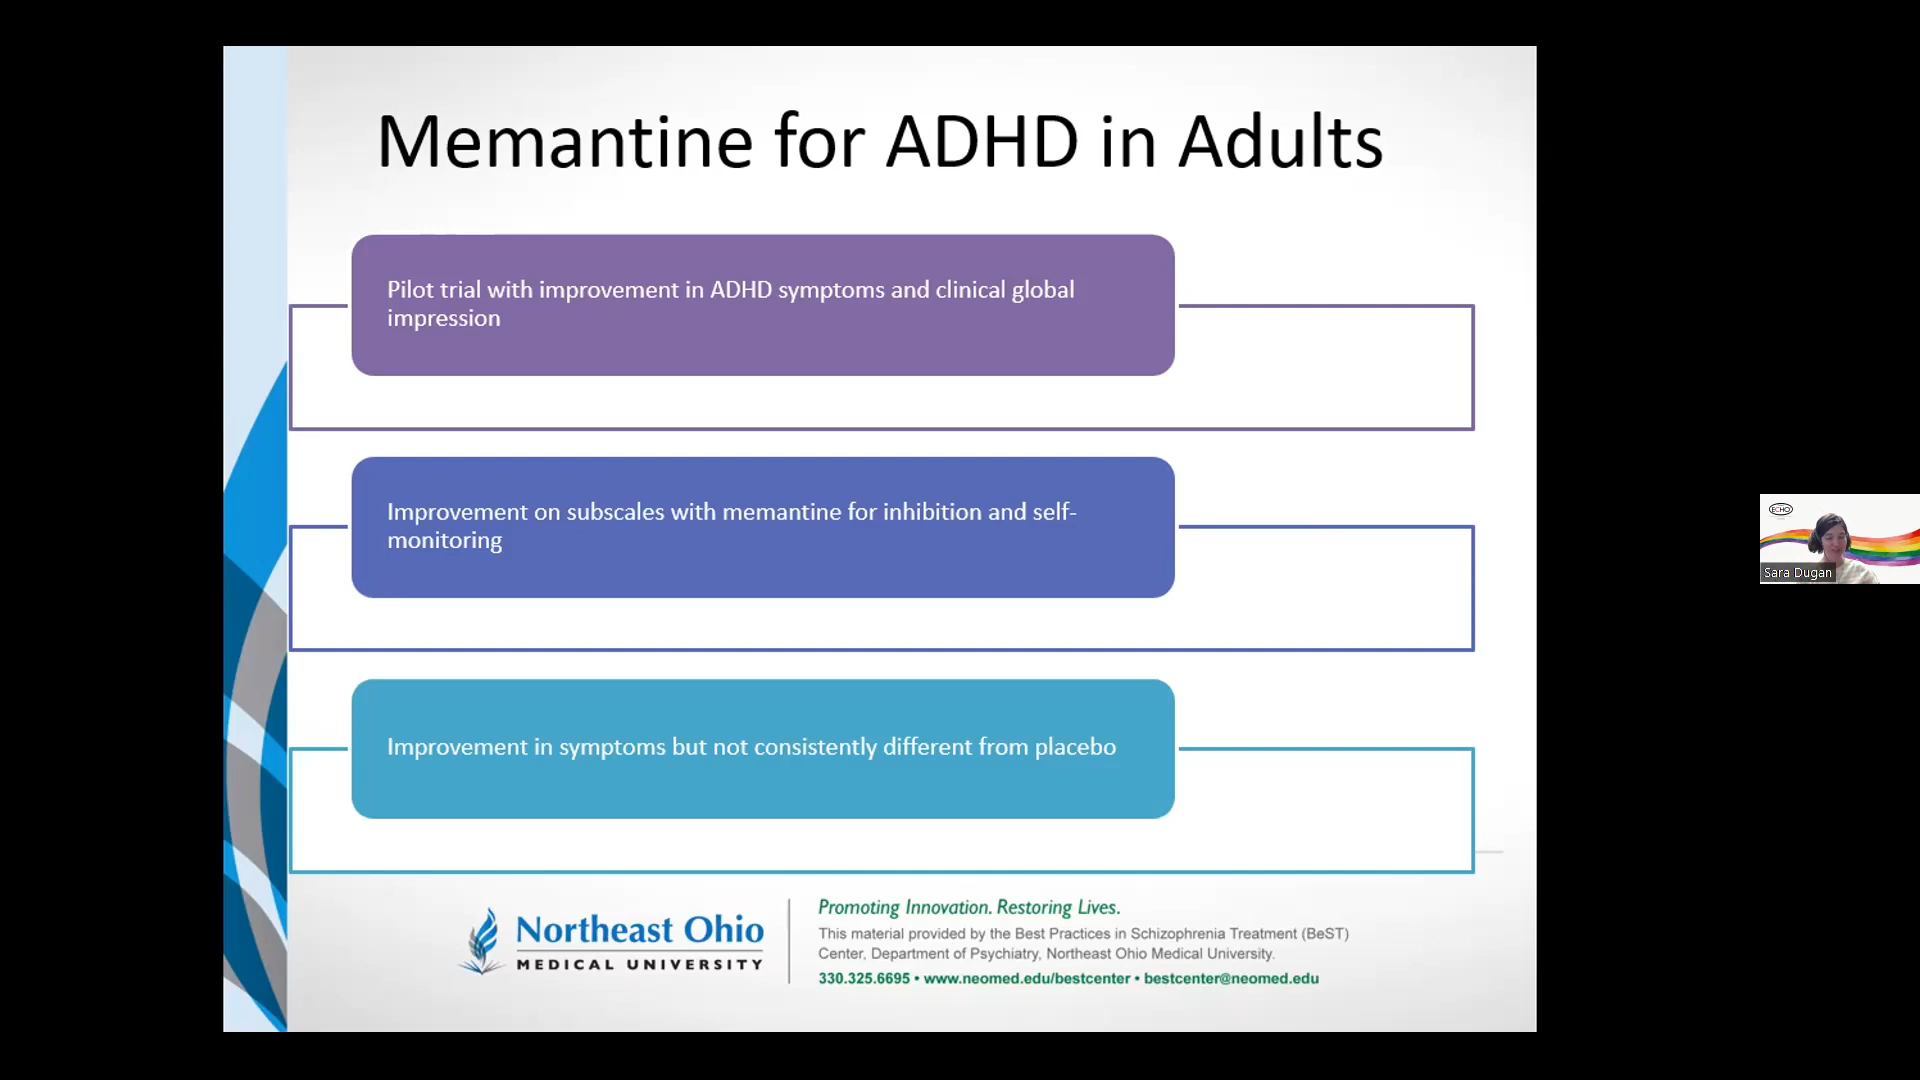 Memantine for ADHD in Adults
Pilot trial with improvement in ADHD symptoms and clinical global
impression
Improvement on subscales with memantine for inhibition and self-
monitoring
Improvement in symptoms but not consistently different from placebo
Northeast Ohio
MEDICAL UNIVERSITY
Promoting Innovation. Restoring Lives.
This material provided by the Best Practices in Schizophrenia Treatment (BeST)
Center, Department of Psychiatry, Northeast Ohio Medical University.
330.325.6695 • www.neomed.edu/bestcenter • bestcenter@neomed.edu
ECHO
Sara Dugan